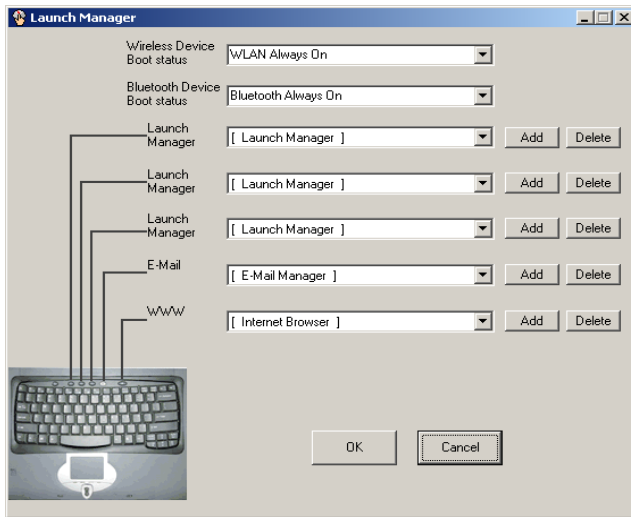 Launch Manager
Wireless Device
Boot status
WLAN Always On
Bluetooth Device
Boot status
Bluetooth Always On
Launch
Manager
[ Launch Manager ]
Add
Delete
Launch
Manager
[ Launch Manager ]
Add
Delete
Launch
Manager
[ Launch Manager ]
Add
Delete
E-Mail
[ E-Mail Manager ]
Add
Delete
WWW
[ Internet Browser ]
Add
Delete
OK
Cancel